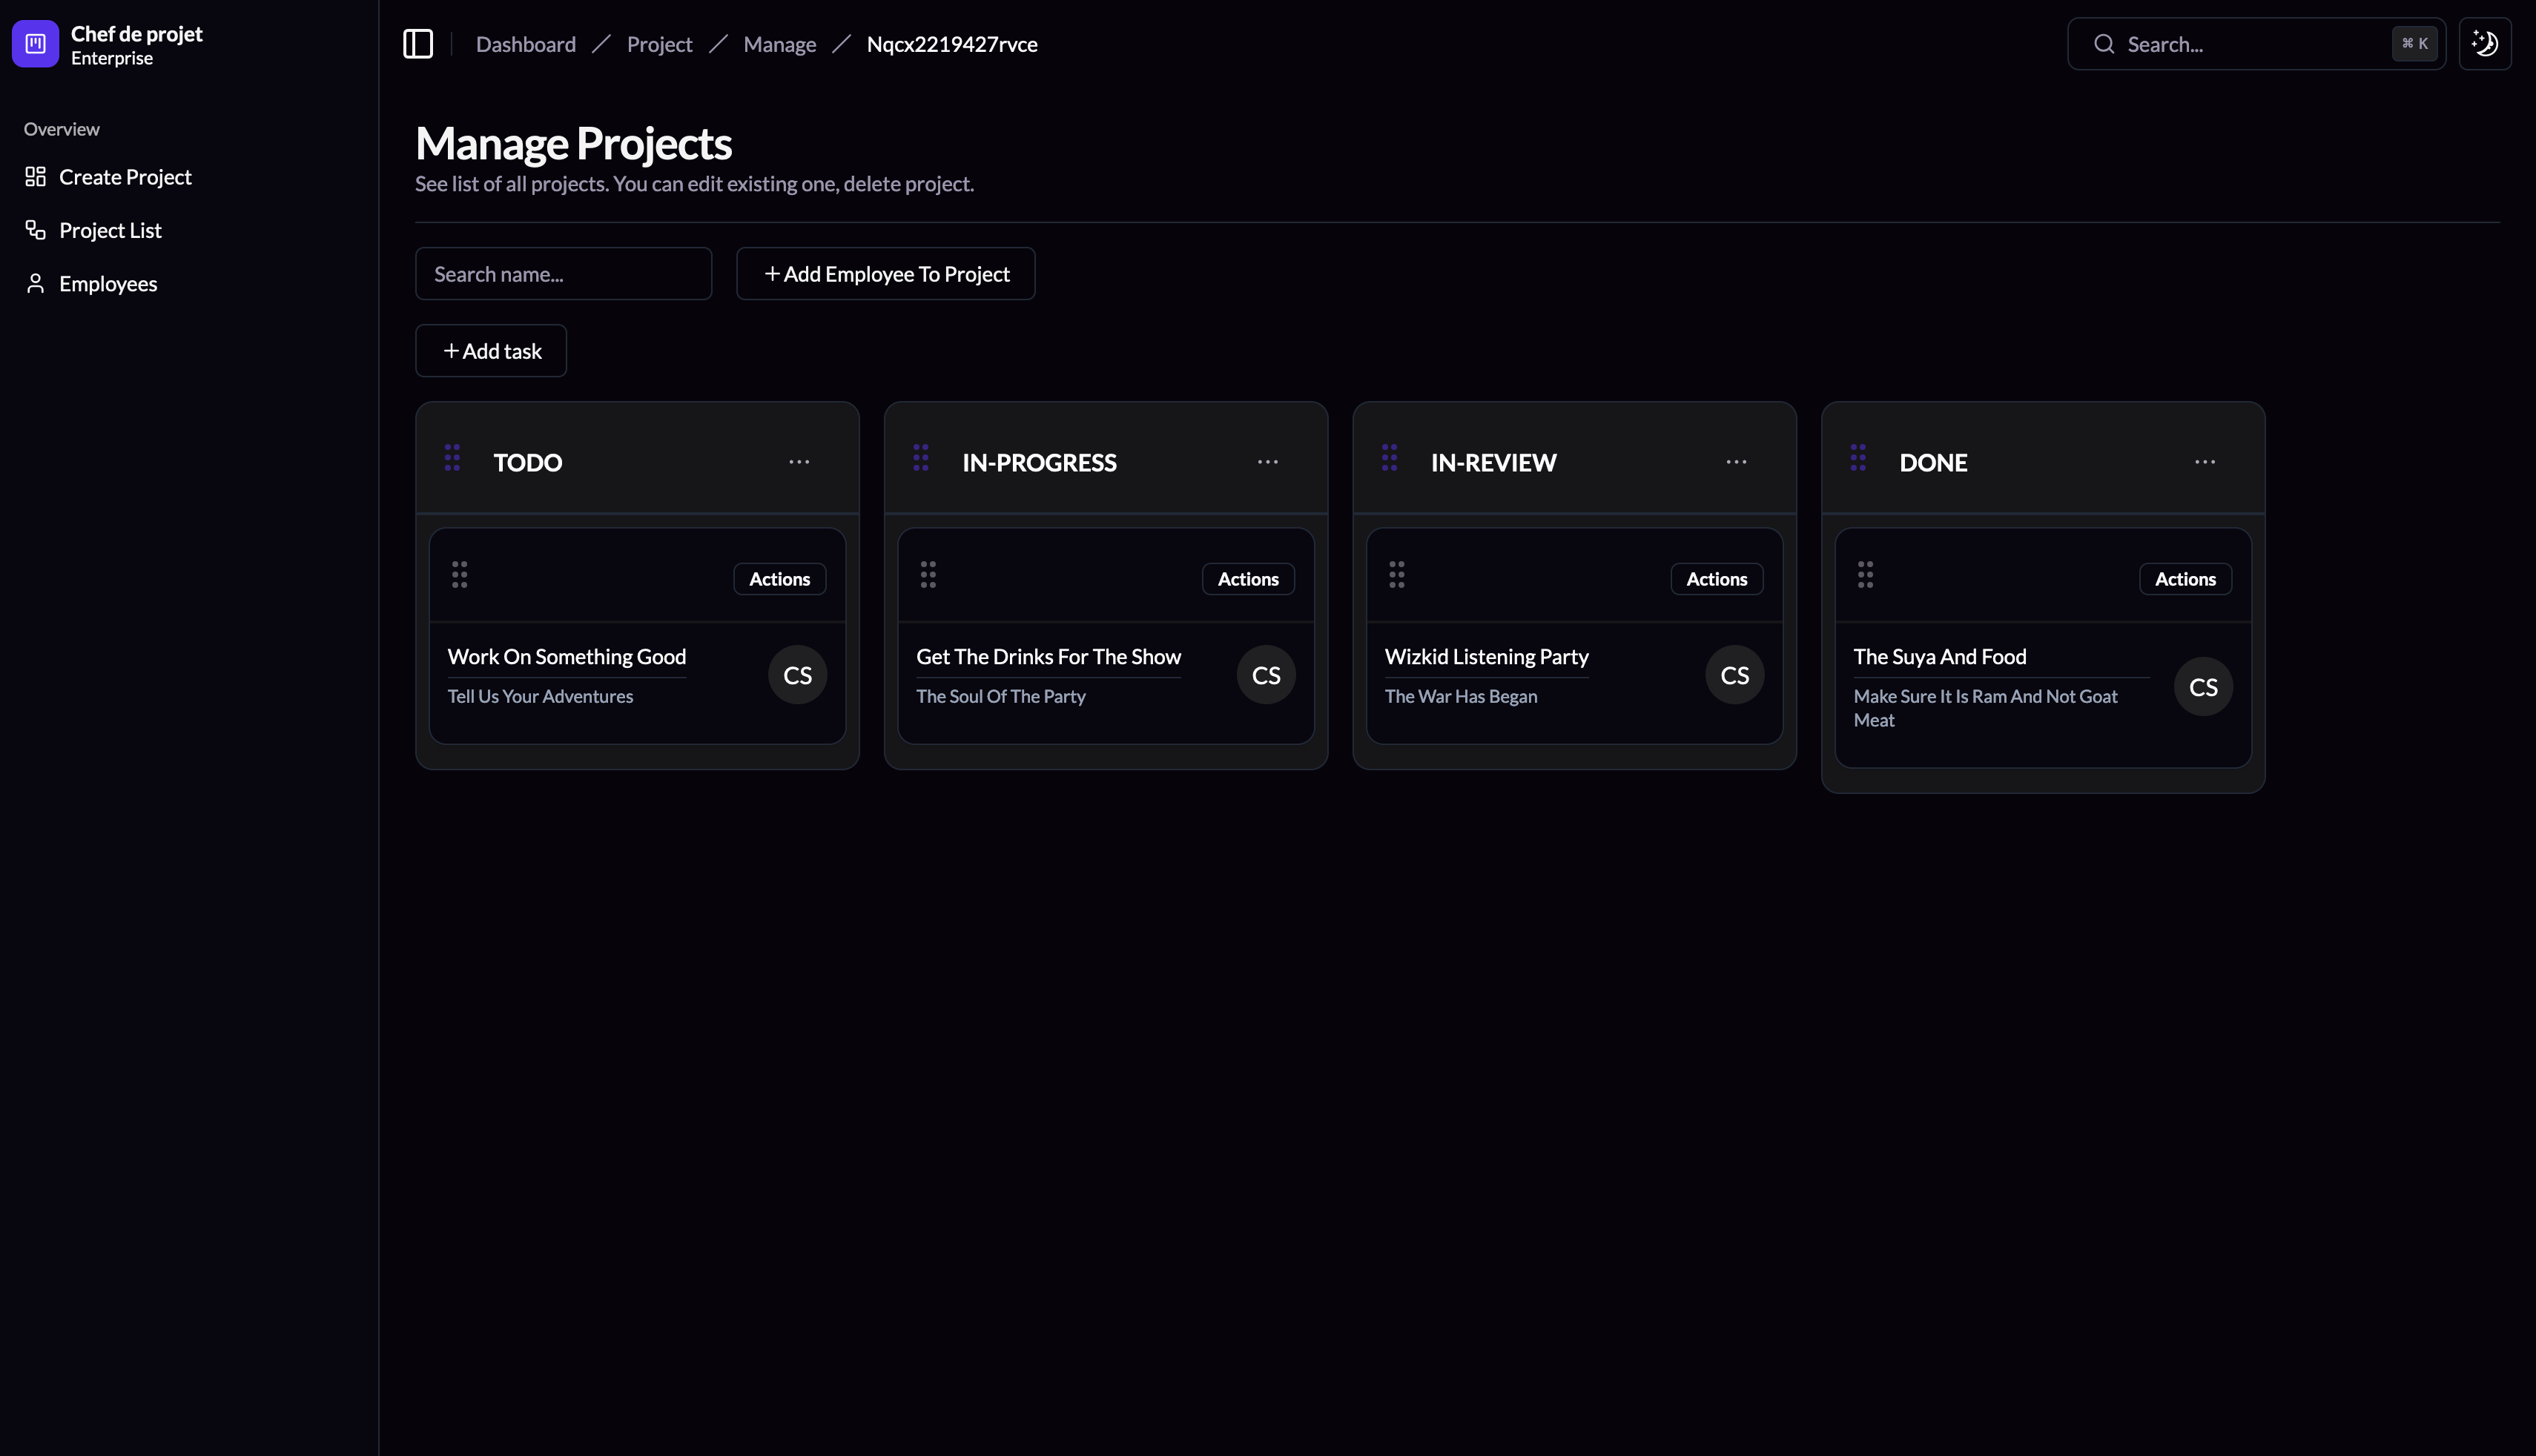 Chef de projet
Enterprise
Overview
Create Project
Project List
Employees
Dashboard / Project / Manage / Nqcx2219427rvce
Search...
⌘ K
Manage Projects
See list of all projects. You can edit existing one, delete project.
Search name...
+ Add Employee To Project
+ Add task
TODO
Actions
Work On Something Good
Tell Us Your Adventures
CS
IN-PROGRESS
Actions
Get The Drinks For The Show
The Soul Of The Party
CS
IN-REVIEW
Actions
Wizkid Listening Party
The War Has Began
CS
DONE
Actions
The Suya And Food
Make Sure It Is Ram And Not Goat
Meat
CS